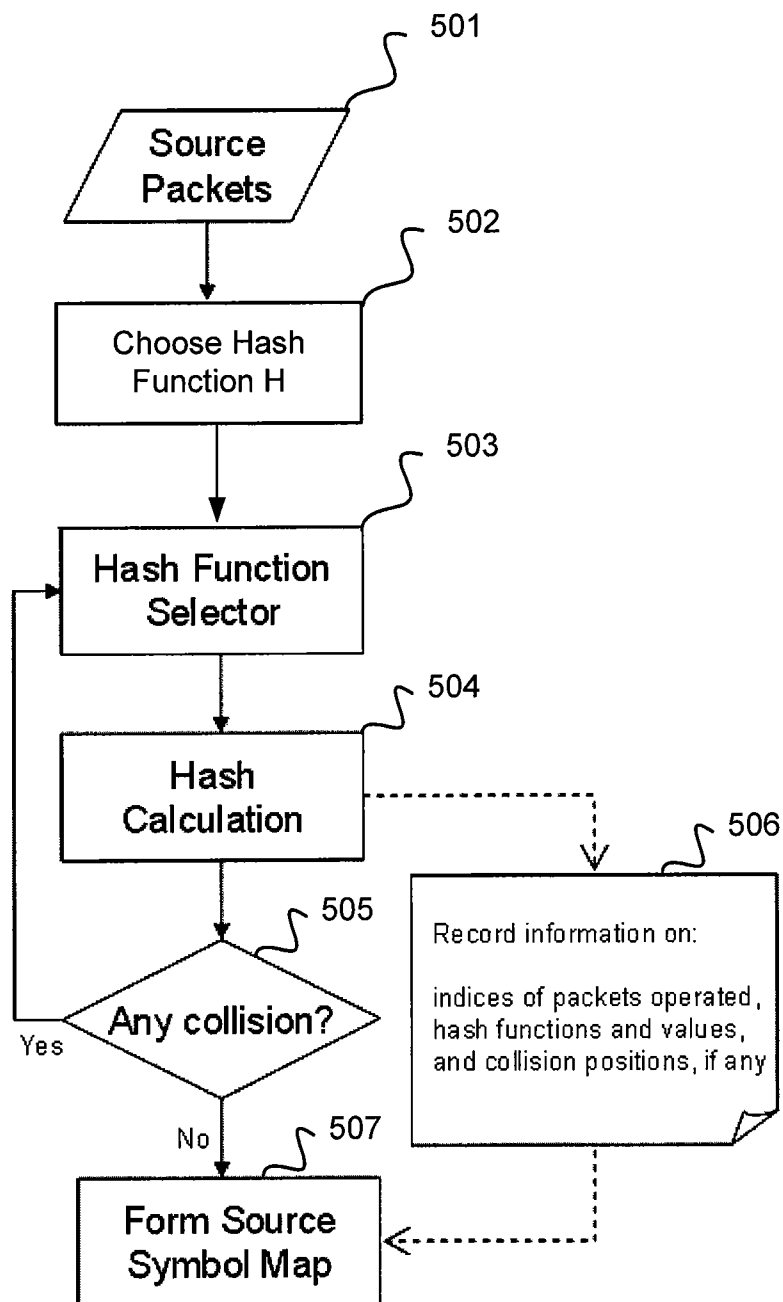 501
Source
Packets
502
Choose Hash
Function H
503
Hash Function
Selector
504
Hash
Calculation
506
Record information on:
indices of packets operated,
hash functions and values,
and collision positions, if any
505
Any collision?
Yes
No
507
Form Source
Symbol Map